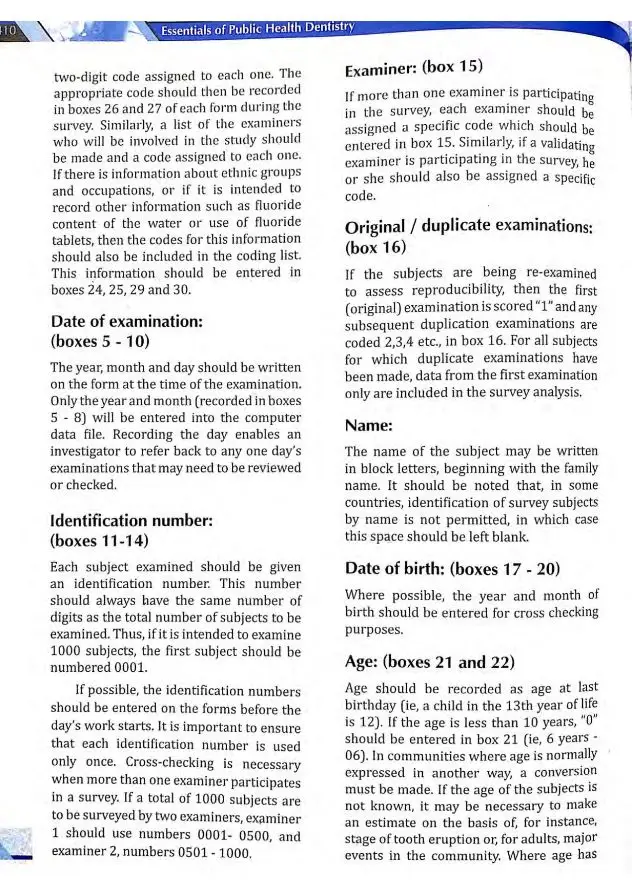 410
Essentials of Public Health Dentistry
two-digit code assigned to each one. The
appropriate code should then be recorded
in boxes 26 and 27 of each form during the
survey. Similarly, a list of the examiners
who will be involved in the study should
be made and a code assigned to each one.
If there is information about ethnic groups
and occupations, or if it is intended to
record other information such as fluoride
content of the water or use of fluoride
tablets, then the codes for this information
should also be included in the coding list.
This information should be entered in
boxes 24, 25, 29 and 30.
Date of examination:
(boxes 5 - 10)
The year, month and day should be written
on the form at the time of the examination.
Only the year and month (recorded in boxes
5 - 8) will be entered into the computer
data file. Recording the day enables an
investigator to refer back to any one day's
examinations that may need to be reviewed
or checked.
Identification number:
(boxes 11-14)
Each subject examined should be given
an identification number. This number
should always have the same number of
digits as the total number of subjects to be
examined. Thus, if it is intended to examine
1000 subjects, the first subject should be
numbered 0001.
If possible, the identification numbers
should be entered on the forms before the
day's work starts. It is important to ensure
that each identification number is used
only once. Cross-checking is necessary
when more than one examiner participates
in a survey. If a total of 1000 subjects are
to be surveyed by two examiners, examiner
1 should use numbers 0001- 0500, and
examiner 2, numbers 0501 - 1000.
Examiner: (box 15)
If more than one examiner is participating
in the survey, each examiner should be
assigned a specific code which should be
entered in box 15. Similarly, if a validating
examiner is participating in the survey, he
or she should also be assigned a specific
code.
Original / duplicate examinations:
(box 16)
If the subjects are being re-examined
to assess reproducibility, then the first
(original) examination is scored "1" and any
subsequent duplication examinations are
coded 2,3,4 etc., in box 16. For all subjects
for which duplicate examinations have
been made, data from the first examination
only are included in the survey analysis.
Name:
The name of the subject may be written
in block letters, beginning with the family
name. It should be noted that, in some
countries, identification of survey subjects
by name is not permitted, in which case
this space should be left blank.
Date of birth: (boxes 17 - 20)
Where possible, the year and month of
birth should be entered for cross checking
purposes.
Age: (boxes 21 and 22)
Age should be recorded as age at last
birthday (ie, a child in the 13th year of life
is 12). If the age is less than 10 years, "0"
should be entered in box 21 (ie, 6 years -
06). In communities where age is normally
expressed in another way, a conversion
must be made. If the age of the subjects is
not known, it may be necessary to make
an estimate on the basis of, for instance,
stage of tooth eruption or, for adults, major
events in the community. Where age has